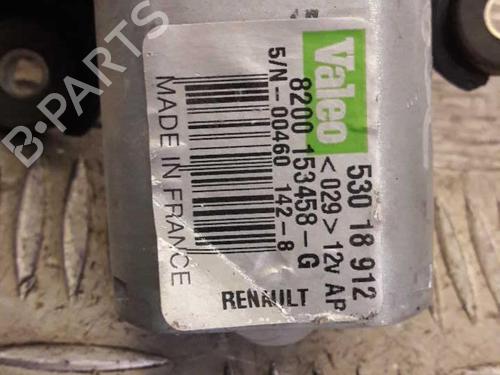 Valeo
530 18 912
<029> 12v AP
8200 153458-G
S/N-00460 142-8
MADE IN FRANCE
RENAULT
B-PARTS